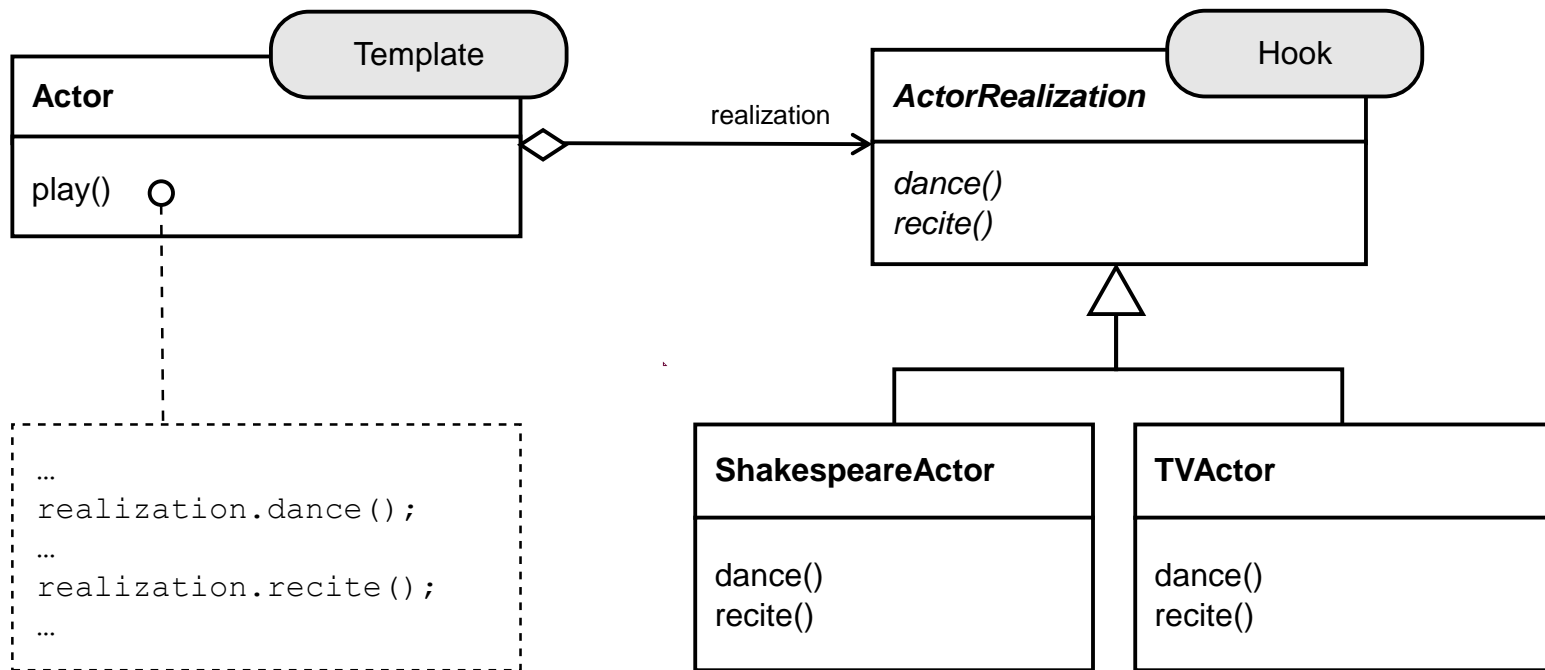 Template
Actor
play()
realization
Hook
ActorRealization
dance()
recite()
…
realization.dance();
…
realization.recite();
…
ShakespeareActor
dance()
recite()
TVActor
dance()
recite()